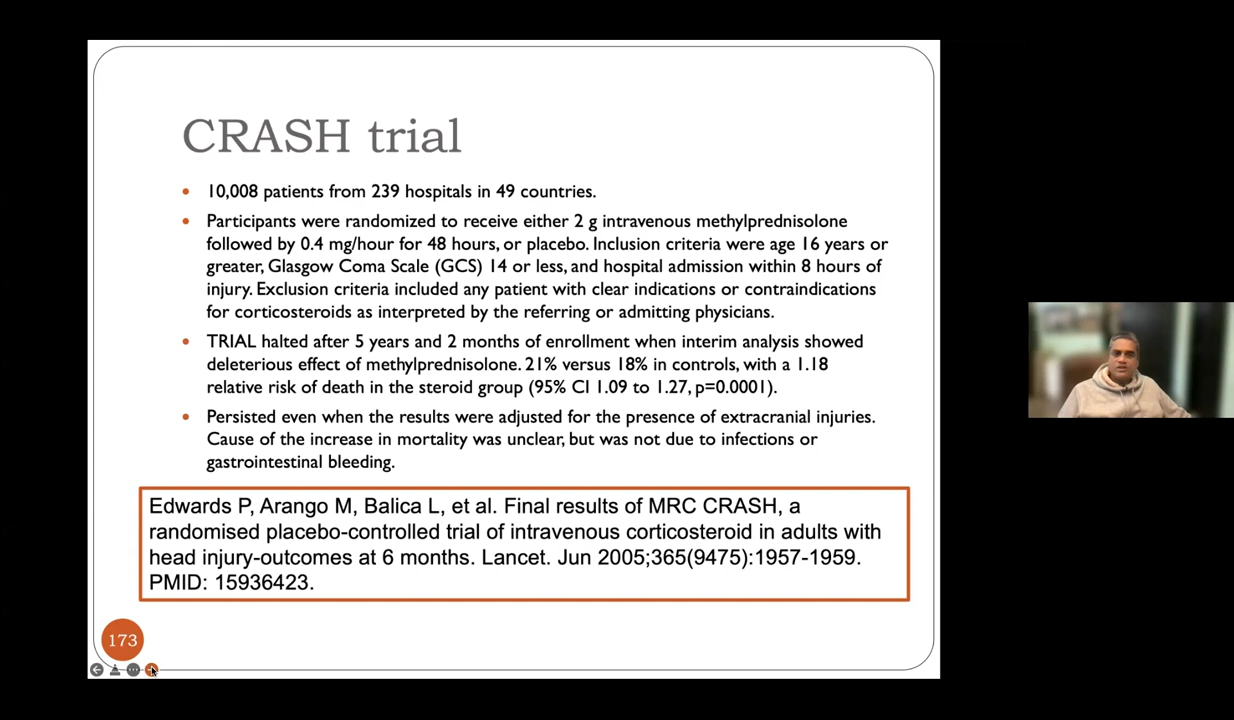 CRASH trial
10,008 patients from 239 hospitals in 49 countries.
Participants were randomized to receive either 2 g intravenous methylprednisolone
followed by 0.4 mg/hour for 48 hours, or placebo. Inclusion criteria were age 16 years or
greater, Glasgow Coma Scale (GCS) 14 or less, and hospital admission within 8 hours of
injury. Exclusion criteria included any patient with clear indications or contraindications
for corticosteroids as interpreted by the referring or admitting physicians.
TRIAL halted after 5 years and 2 months of enrollment when interim analysis showed
deleterious effect of methylprednisolone. 21% versus 18% in controls, with a 1.18
relative risk of death in the steroid group (95% CI 1.09 to 1.27, p=0.0001).
Persisted even when the results were adjusted for the presence of extracranial injuries.
Cause of the increase in mortality was unclear, but was not due to infections or
gastrointestinal bleeding.
Edwards P, Arango M, Balica L, et al. Final results of MRC CRASH, a
randomised placebo-controlled trial of intravenous corticosteroid in adults with
head injury-outcomes at 6 months. Lancet. Jun 2005;365(9475):1957-1959.
PMID: 15936423.
173